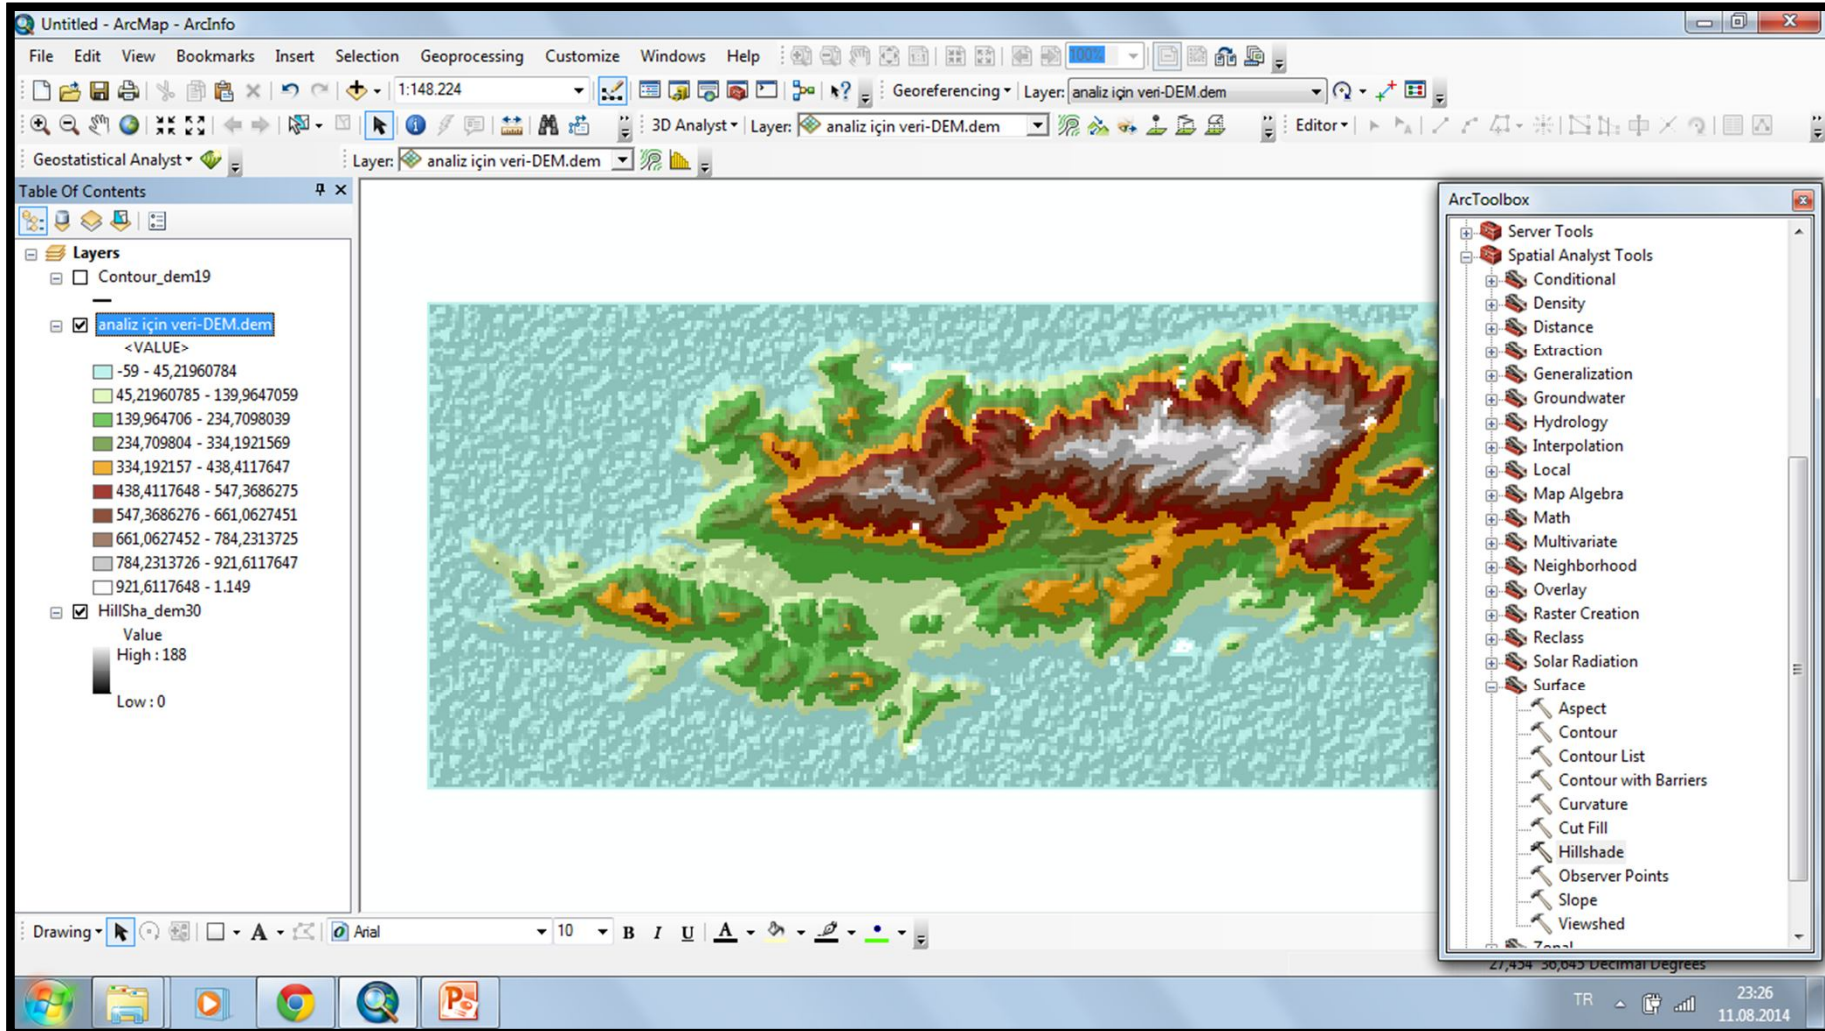 Untitled - ArcMap - ArcInfo
File Edit View Bookmarks Insert Selection Geoprocessing Customize Windows Help 100%
1:148.224 Georeferencing Layer: analiz için veri-DEM.dem
3D Analyst Layer: analiz için veri-DEM.dem Editor
Geostatistical Analyst Layer: analiz için veri-DEM.dem
Table Of Contents
Layers
Contour_dem19
analiz için veri-DEM.dem
<VALUE>
-59 - 45,21960784
45,21960785 - 139,9647059
139,964706 - 234,7098039
234,709804 - 334,1921569
334,192157 - 438,4117647
438,4117648 - 547,3686275
547,3686276 - 661,0627451
661,0627452 - 784,2313725
784,2313726 - 921,6117647
921,6117648 - 1.149
HillSha_dem30
Value
High : 188
Low : 0
ArcToolbox
Server Tools
Spatial Analyst Tools
Conditional
Density
Distance
Extraction
Generalization
Groundwater
Hydrology
Interpolation
Local
Map Algebra
Math
Multivariate
Neighborhood
Overlay
Raster Creation
Reclass
Solar Radiation
Surface
Aspect
Contour
Contour List
Contour with Barriers
Curvature
Cut Fill
Hillshade
Observer Points
Slope
Viewshed
Zonal
Drawing A Arial 10 B I U A
27,454 36,645 Decimal Degrees
TR 23:26
11.08.2014